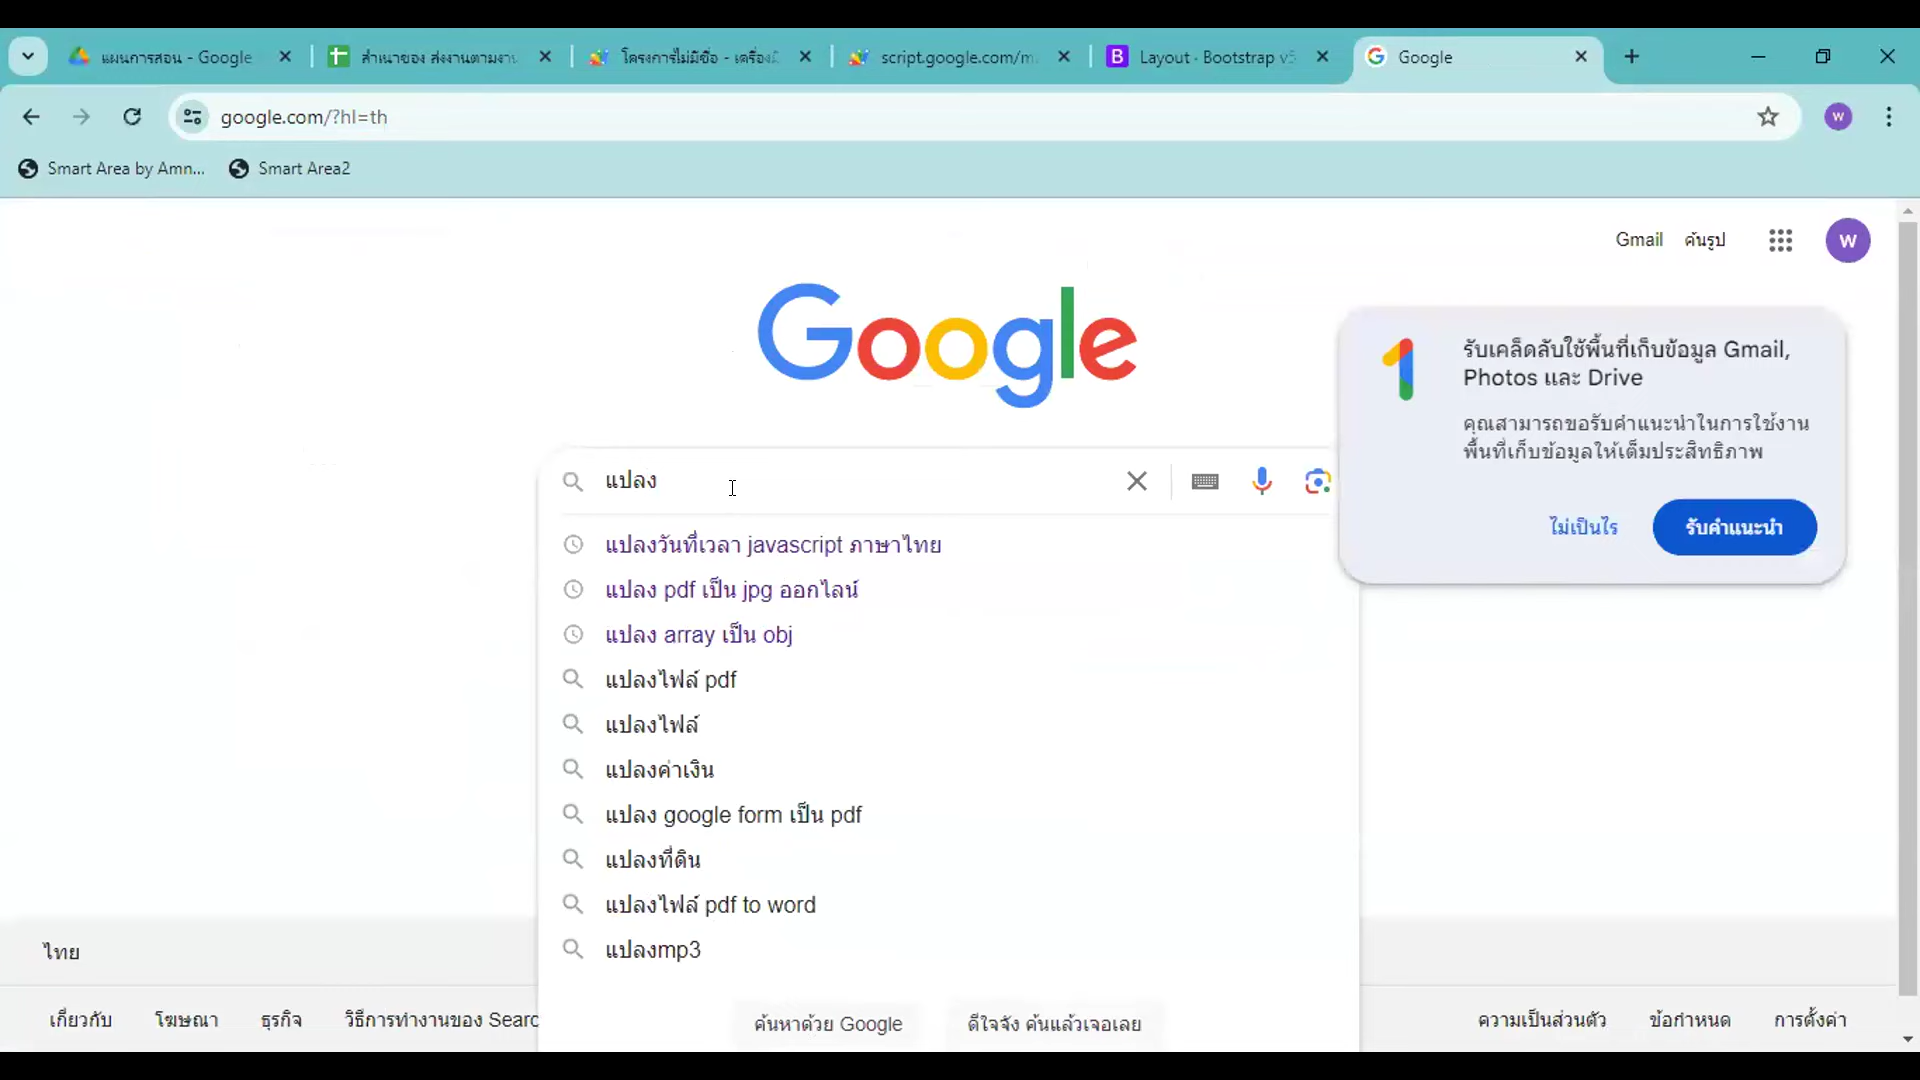 แผนการสอน - Google
สำเนาของ ส่งงานตามงาน
โครงการไม่มีชื่อ - เครื่องมื
script.google.com/m
Layout · Bootstrap v5
Google
google.com/?hl=th
W
Smart Area by Amn...
Smart Area2
Gmail
ค้นรูป
W
Google
รับเคล็ดลับใช้พื้นที่เก็บข้อมูล Gmail,
Photos และ Drive
คุณสามารถขอรับคำแนะนำในการใช้งาน
พื้นที่เก็บข้อมูลให้เต็มประสิทธิภาพ
ไม่เป็นไร
รับคำแนะนำ
แปลง
แปลงวันที่เวลา javascript ภาษาไทย
แปลง pdf เป็น jpg ออกไลน์
แปลง array เป็น obj
แปลงไฟล์ pdf
แปลงไฟล์
แปลงค่าเงิน
แปลง google form เป็น pdf
แปลงที่ดิน
แปลงไฟล์ pdf to word
แปลงmp3
ค้นหาด้วย Google
ดีใจจัง ค้นแล้วเจอเลย
ไทย
เกี่ยวกับ
โฆษณา
ธุรกิจ
วิธีการทำงานของ Searc
ความเป็นส่วนตัว
ข้อกำหนด
การตั้งค่า